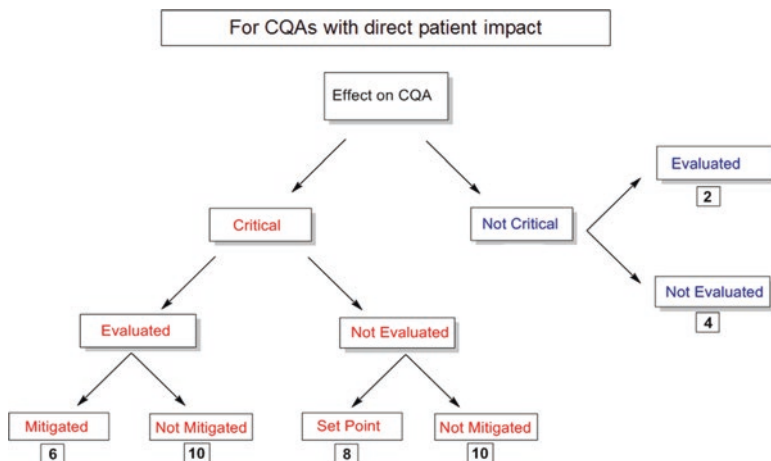 For CQAs with direct patient impact
Effect on CQA
Evaluated
2
Critical
Not Critical
Not Evaluated
4
Evaluated
Not Evaluated
Mitigated
Not Mitigated
Set Point
Not Mitigated
6
10
8
10